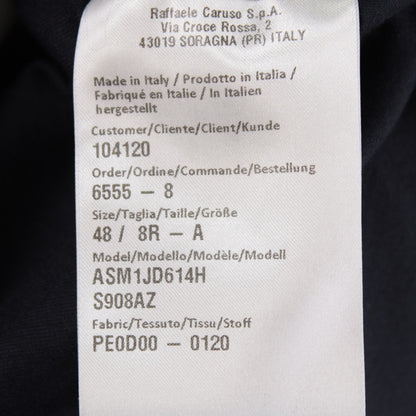 Raffaele Caruso S.p.A.
Via Croce Rossa, 2
43019 SORAGNA (PR) ITALY
Made in Italy / Prodotto in Italia /
Fabriqué en Italie / In Italien
hergestellt
Customer/Cliente/Client/Kunde
104120
Order/Ordine/Commande/Bestellung
6555 – 8
Size/Taglia/Taille/Größe
48 / 8R – A
Model/Modello/Modèle/Modell
ASM1JD614H
S908AZ
Fabric/Tessuto/Tissu/Stoff
PE0D00 – 0120